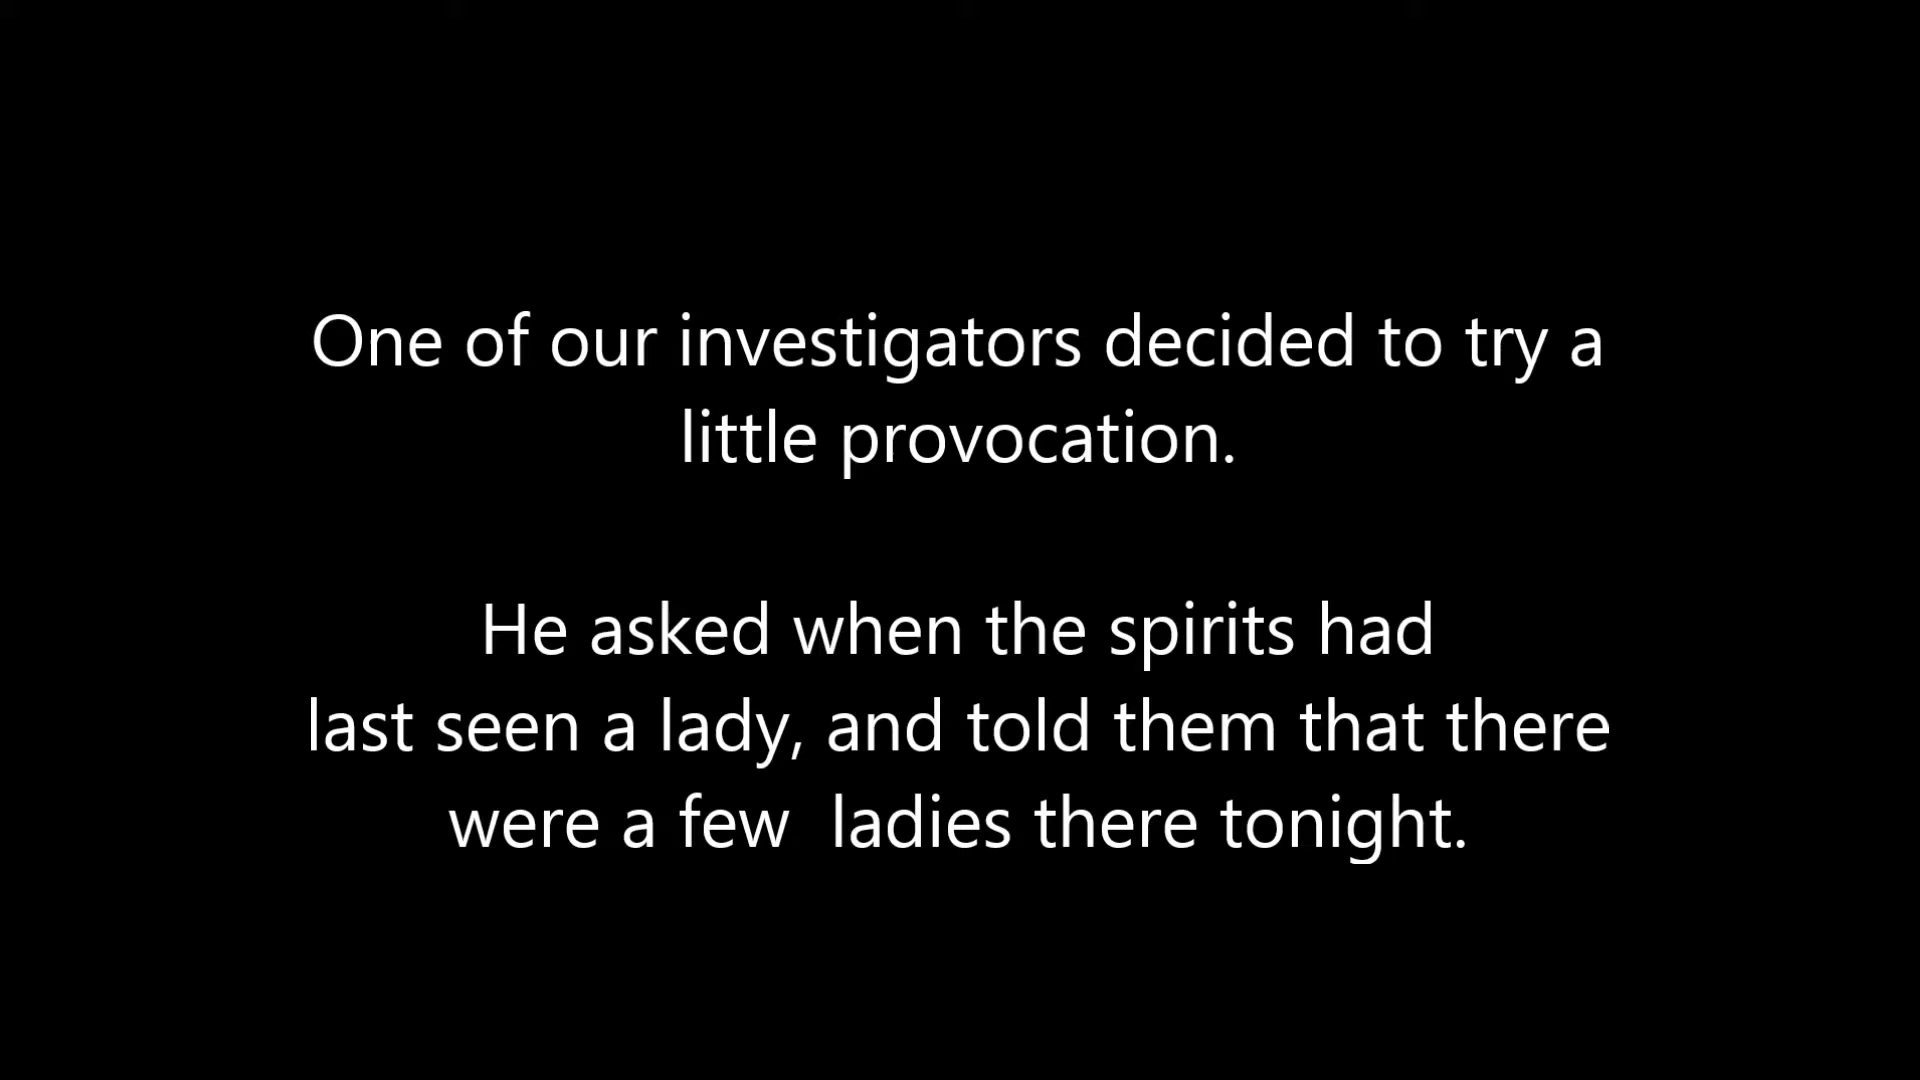 One of our investigators decided to try a
little provocation.
He asked when the spirits had
last seen a lady, and told them that there
were a few  ladies there tonight.